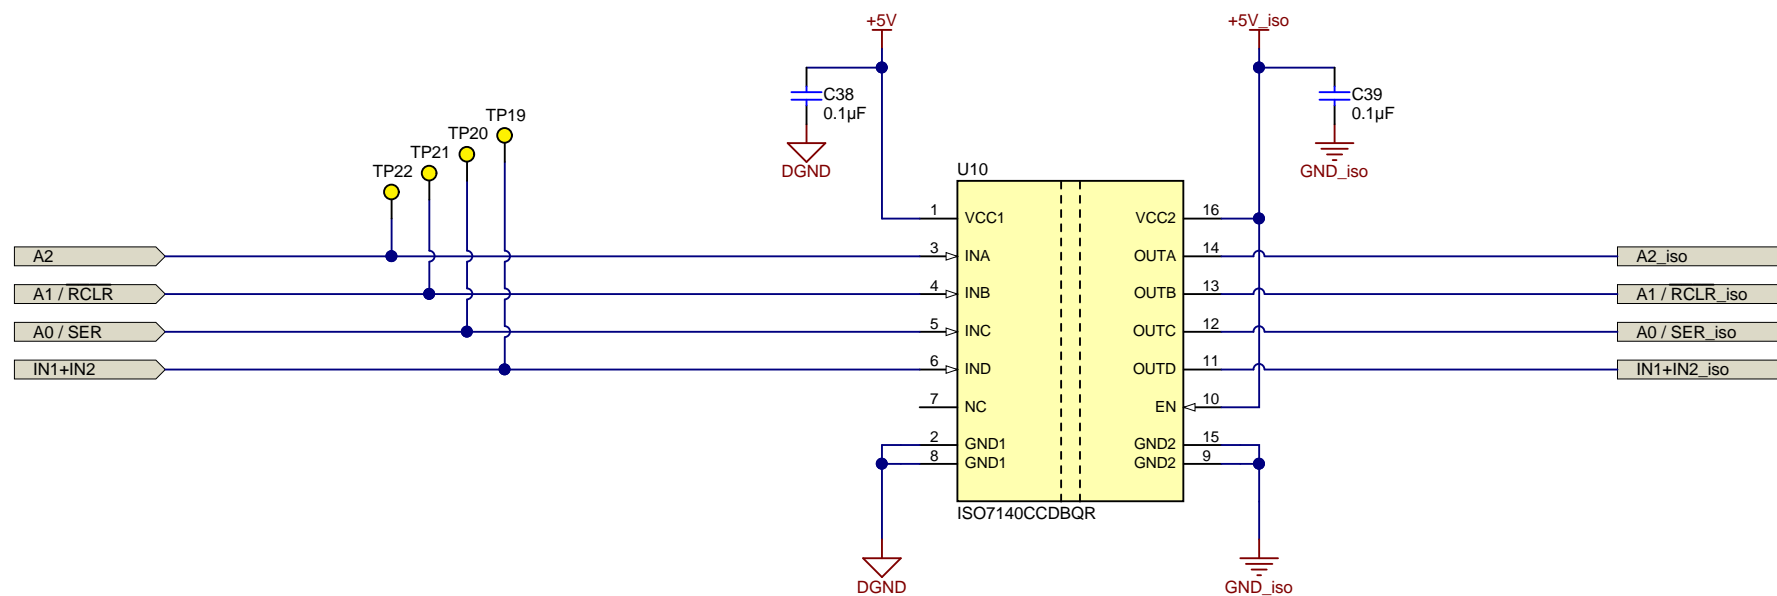 +5V
+5V_iso
C38
0.1µF
C39
0.1µF
TP19
TP20
TP21
TP22
DGND
GND_iso
U10
1 VCC1 VCC2 16
A2 3 INA OUTA 14 A2_iso
A1 / RCLR 4 INB OUTB 13 A1 / RCLR_iso
A0 / SER 5 INC OUTC 12 A0 / SER_iso
IN1+IN2 6 IND OUTD 11 IN1+IN2_iso
7 NC EN 10
2 GND1 GND2 15
8 GND1 GND2 9
ISO7140CCDBQR
DGND
GND_iso